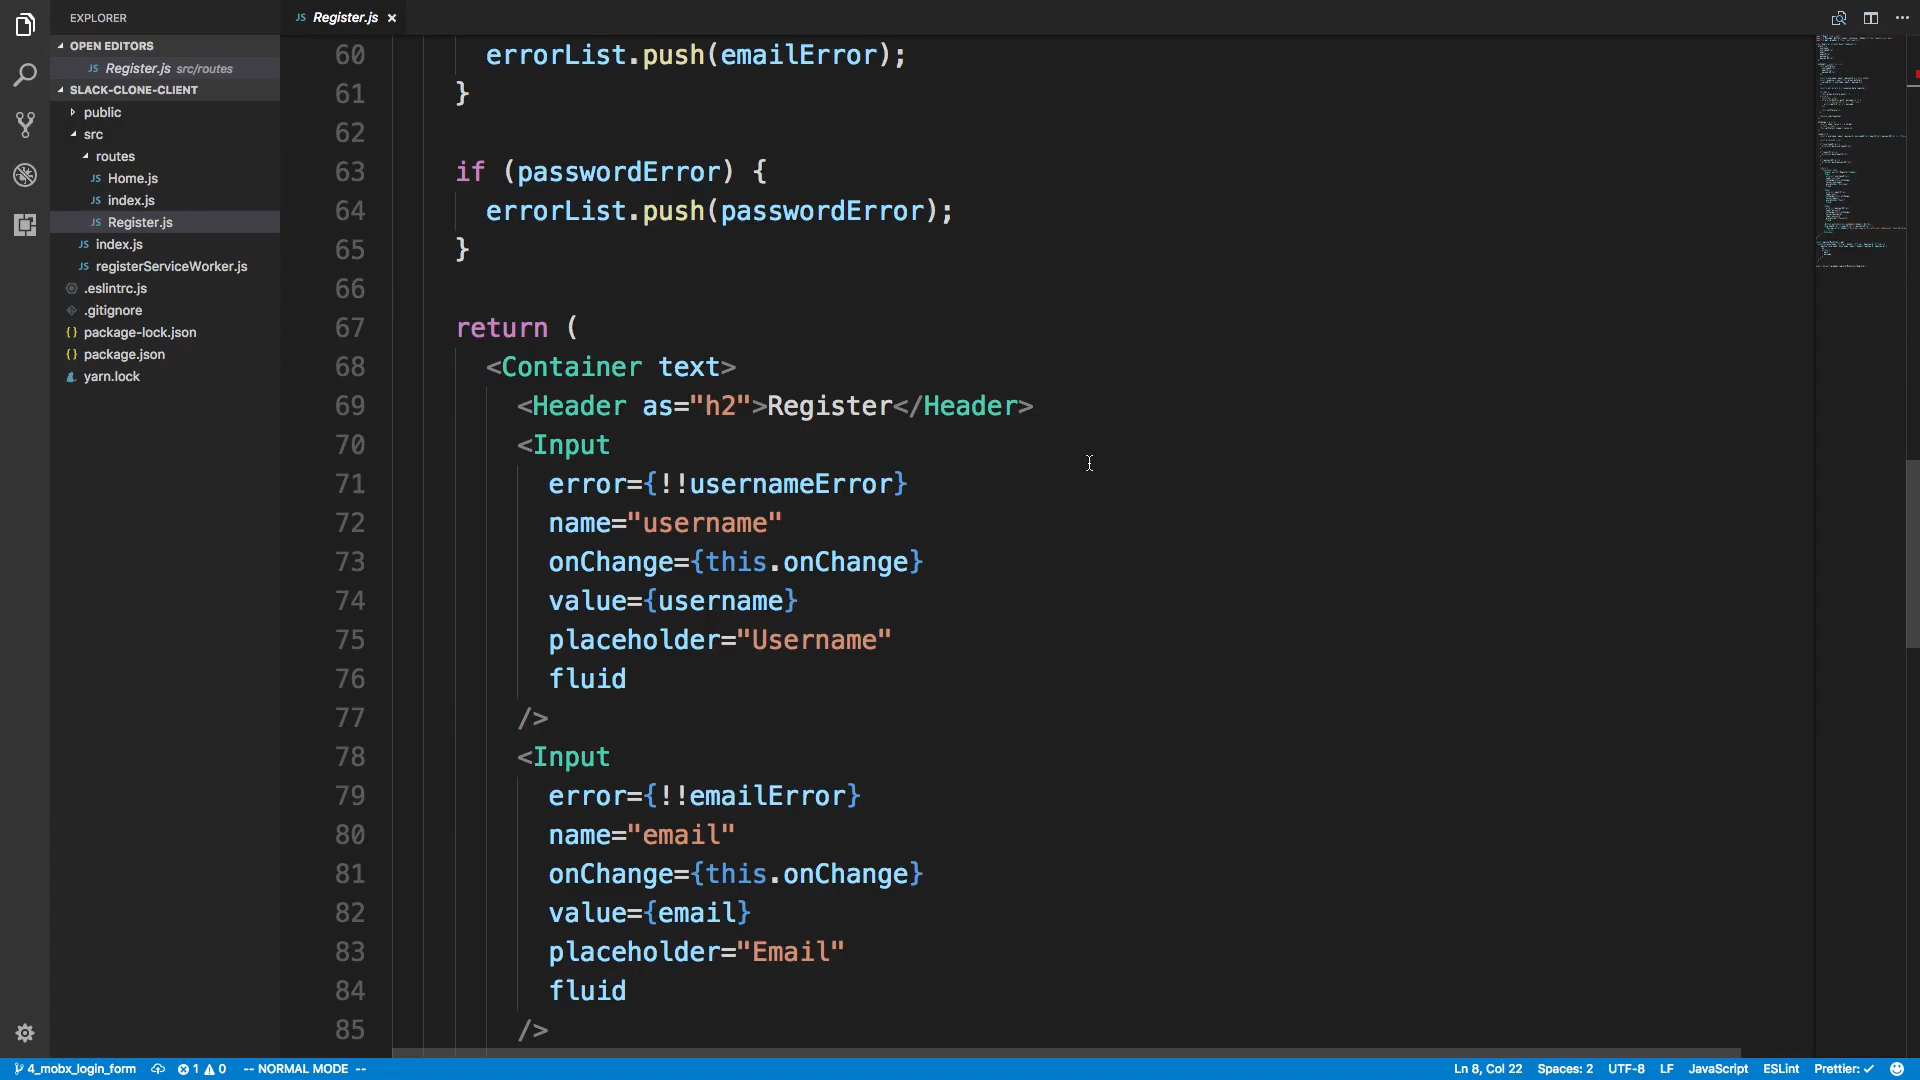 EXPLORER
OPEN EDITORS
JS Register.js src/routes
SLACK-CLONE-CLIENT
public
src
routes
JS Home.js
JS index.js
JS Register.js
JS index.js
JS registerServiceWorker.js
.eslintrc.js
.gitignore
{} package-lock.json
{} package.json
yarn.lock
JS Register.js ×
60 errorList.push(emailError);
61 }
62
63 if (passwordError) {
64 errorList.push(passwordError);
65 }
66
67 return (
68 <Container text>
69 <Header as="h2">Register</Header>
70 <Input
71 error={!!usernameError}
72 name="username"
73 onChange={this.onChange}
74 value={username}
75 placeholder="Username"
76 fluid
77 />
78 <Input
79 error={!!emailError}
80 name="email"
81 onChange={this.onChange}
82 value={email}
83 placeholder="Email"
84 fluid
85 />
4_mobx_login_form 1 0 -- NORMAL MODE -- Ln 8, Col 22 Spaces: 2 UTF-8 LF JavaScript ESLint Prettier: ✓